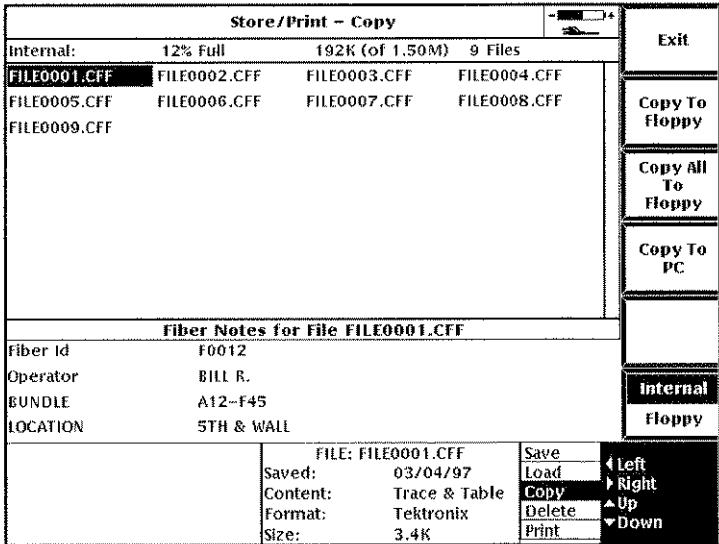 Store/Print – Copy
- +
Internal: 12% Full 192K (of 1.50M) 9 Files
FILE0001.CFF FILE0002.CFF FILE0003.CFF FILE0004.CFF
FILE0005.CFF FILE0006.CFF FILE0007.CFF FILE0008.CFF
FILE0009.CFF
Fiber Notes for File FILE0001.CFF
Fiber Id F0012
Operator BILL R.
BUNDLE A12–F45
LOCATION 5TH & WALL
FILE: FILE0001.CFF
Saved: 03/04/97
Content: Trace & Table
Format: Tektronix
Size: 3.4K
Save
Load
Copy
Delete
Print
Left
Right
Up
Down
Exit
Copy To
Floppy
Copy All
To
Floppy
Copy To
PC
Internal
Floppy